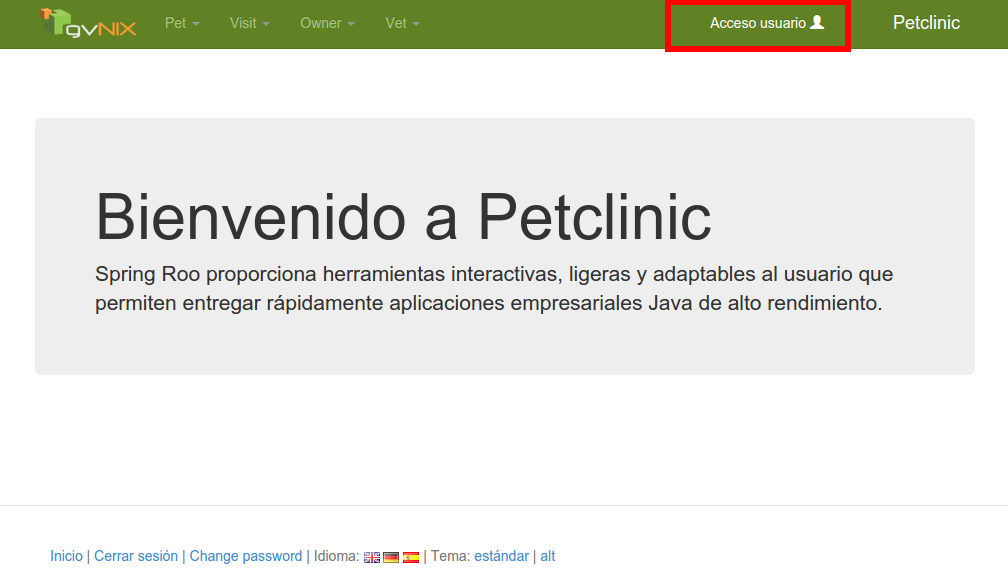 gvNIX Pet Visit Owner Vet Acceso usuario Petclinic
Bienvenido a Petclinic
Spring Roo proporciona herramientas interactivas, ligeras y adaptables al usuario que
permiten entregar rápidamente aplicaciones empresariales Java de alto rendimiento.
Inicio | Cerrar sesión | Change password | Idioma: | Tema: estándar | alt